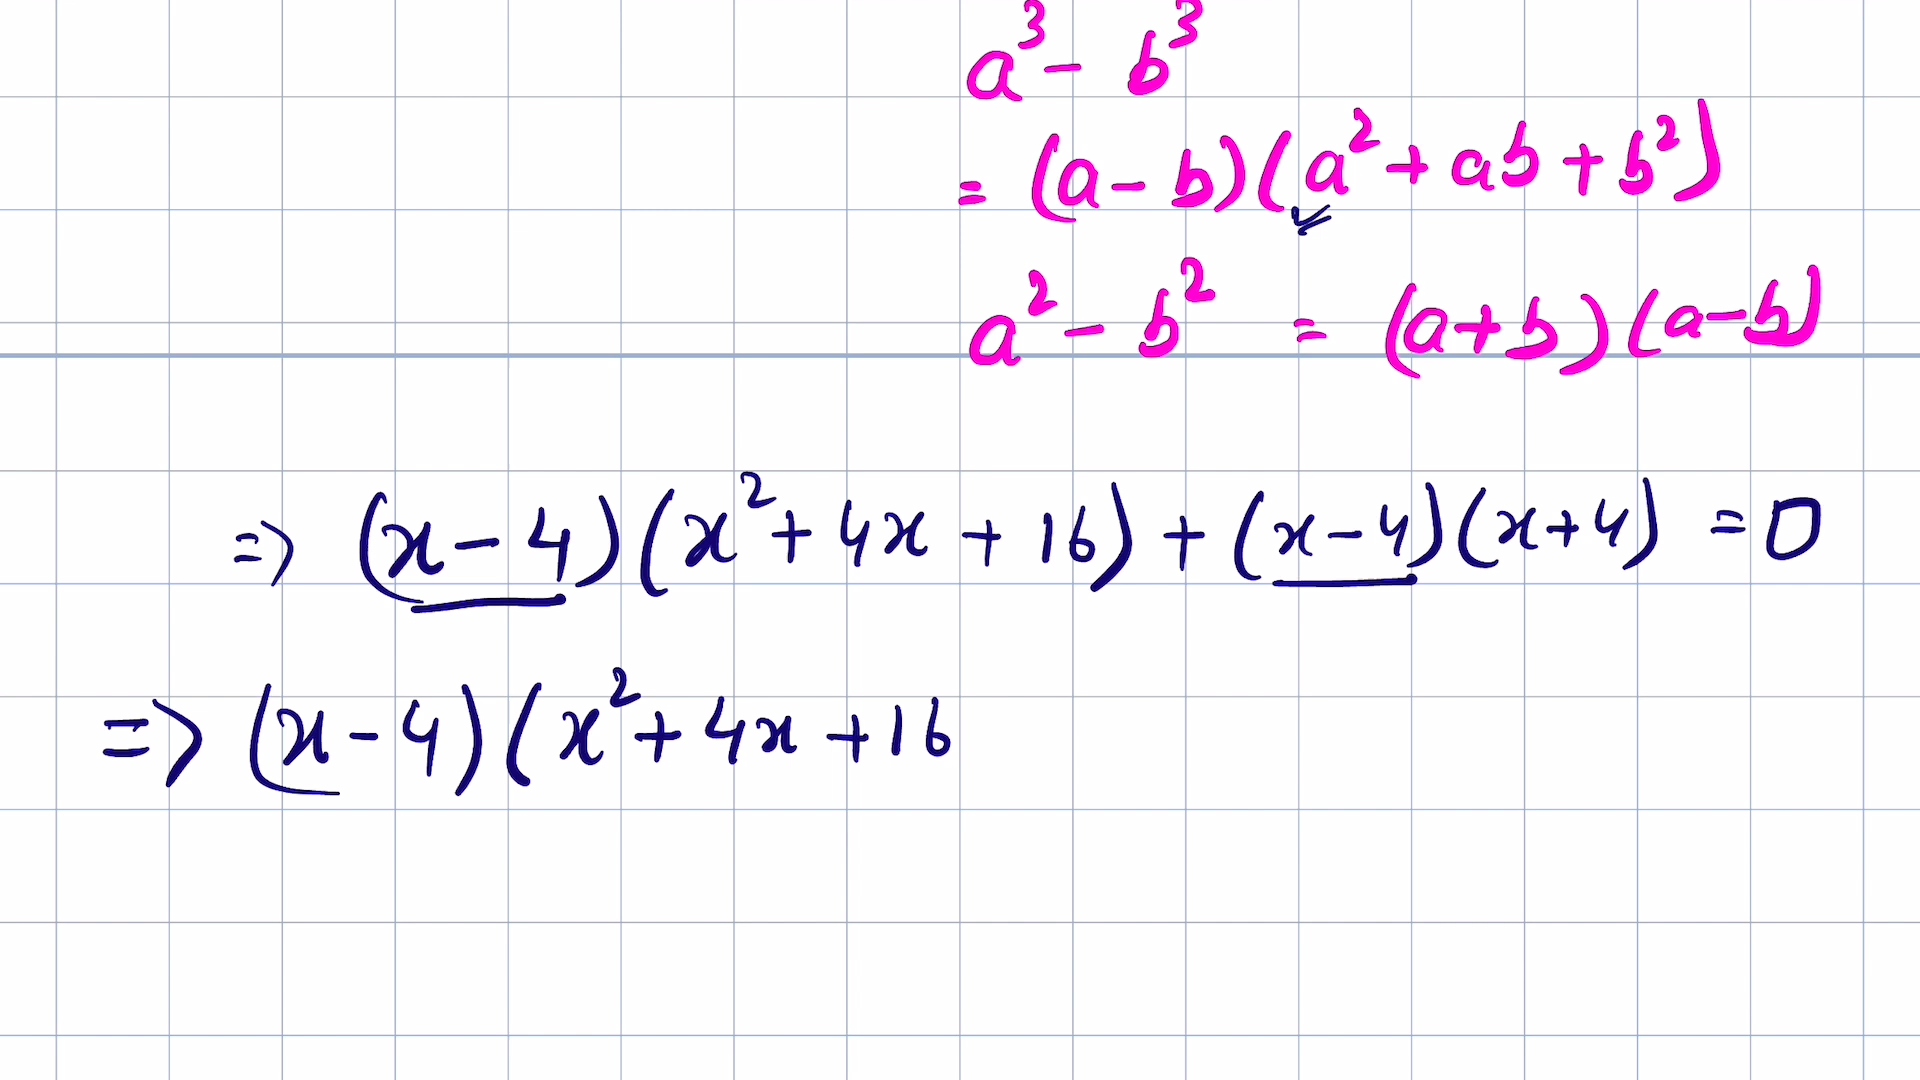 a³ - b³
= (a - b)(a² + ab + b²)
a² - b² = (a+b)(a-b)
=> (x - 4)(x² + 4x + 16) + (x-4)(x+4) = 0
=> (x-4)(x² + 4x + 16